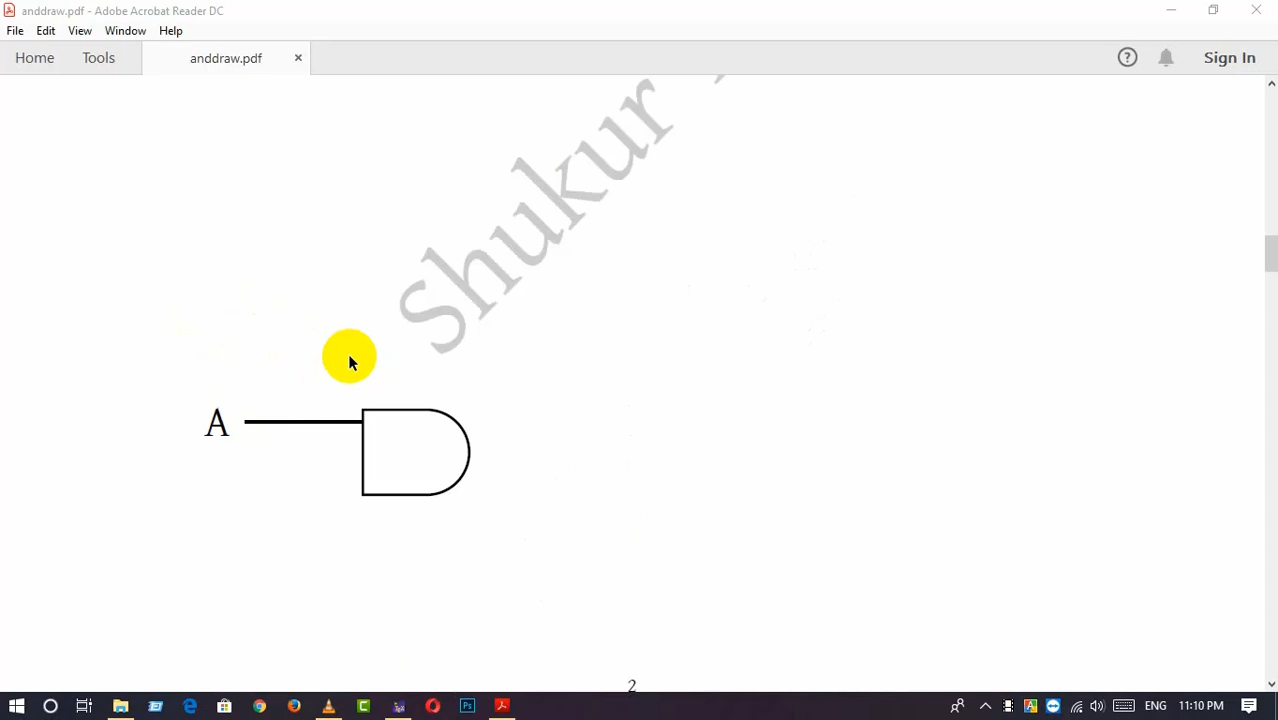 anddraw.pdf - Adobe Acrobat Reader DC
File Edit View Window Help
Home Tools anddraw.pdf × ? Sign In
Shukur
A
2
Ps ENG 11:10 PM